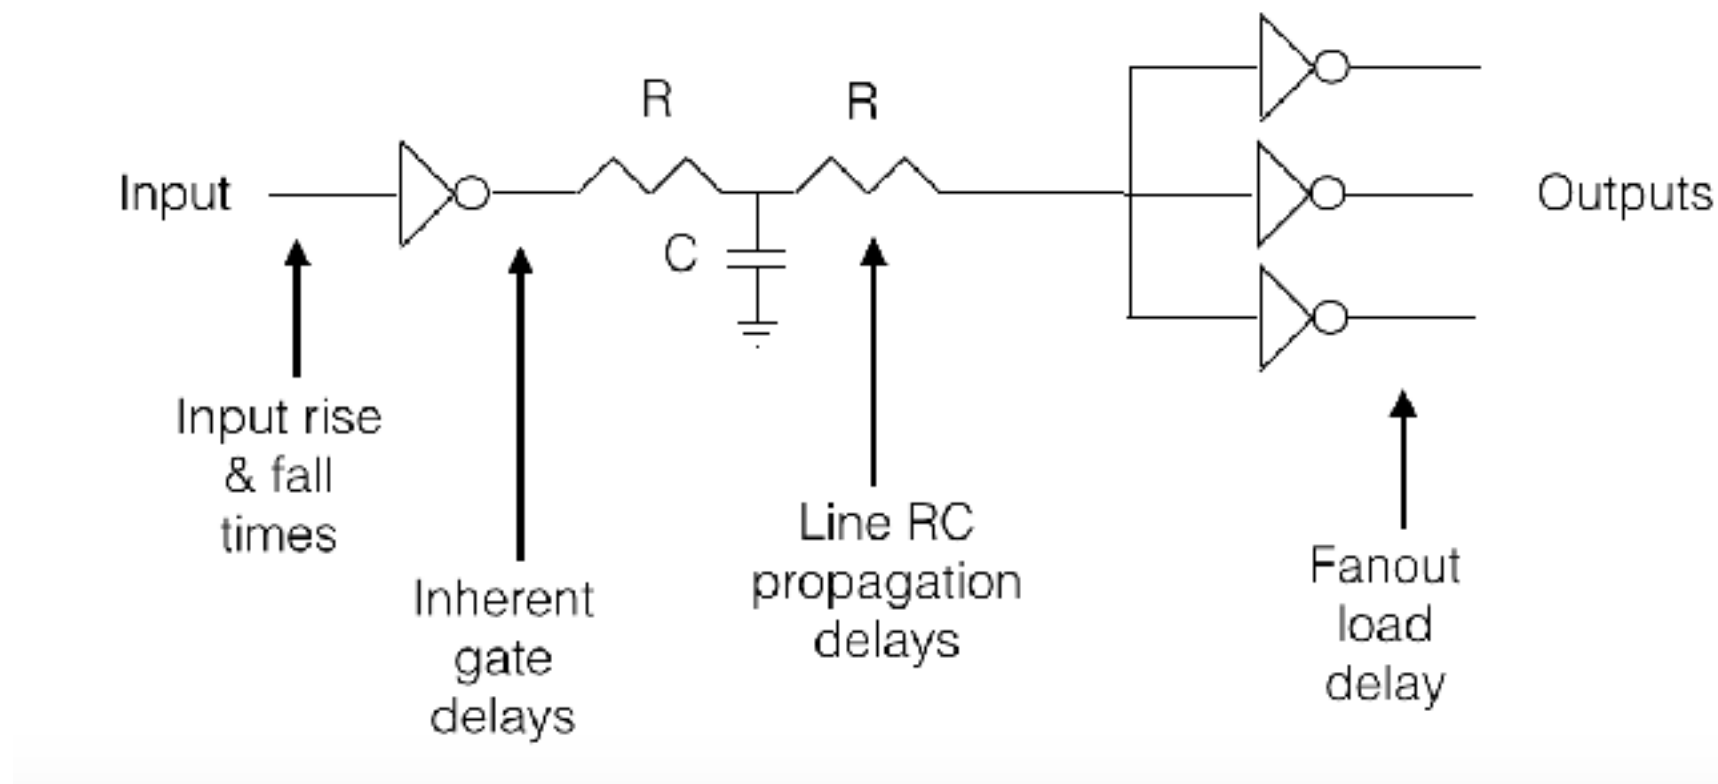 R
R
Input
Outputs
C
Input rise
& fall
times
Line RC
propagation
delays
Inherent
gate
delays
Fanout
load
delay